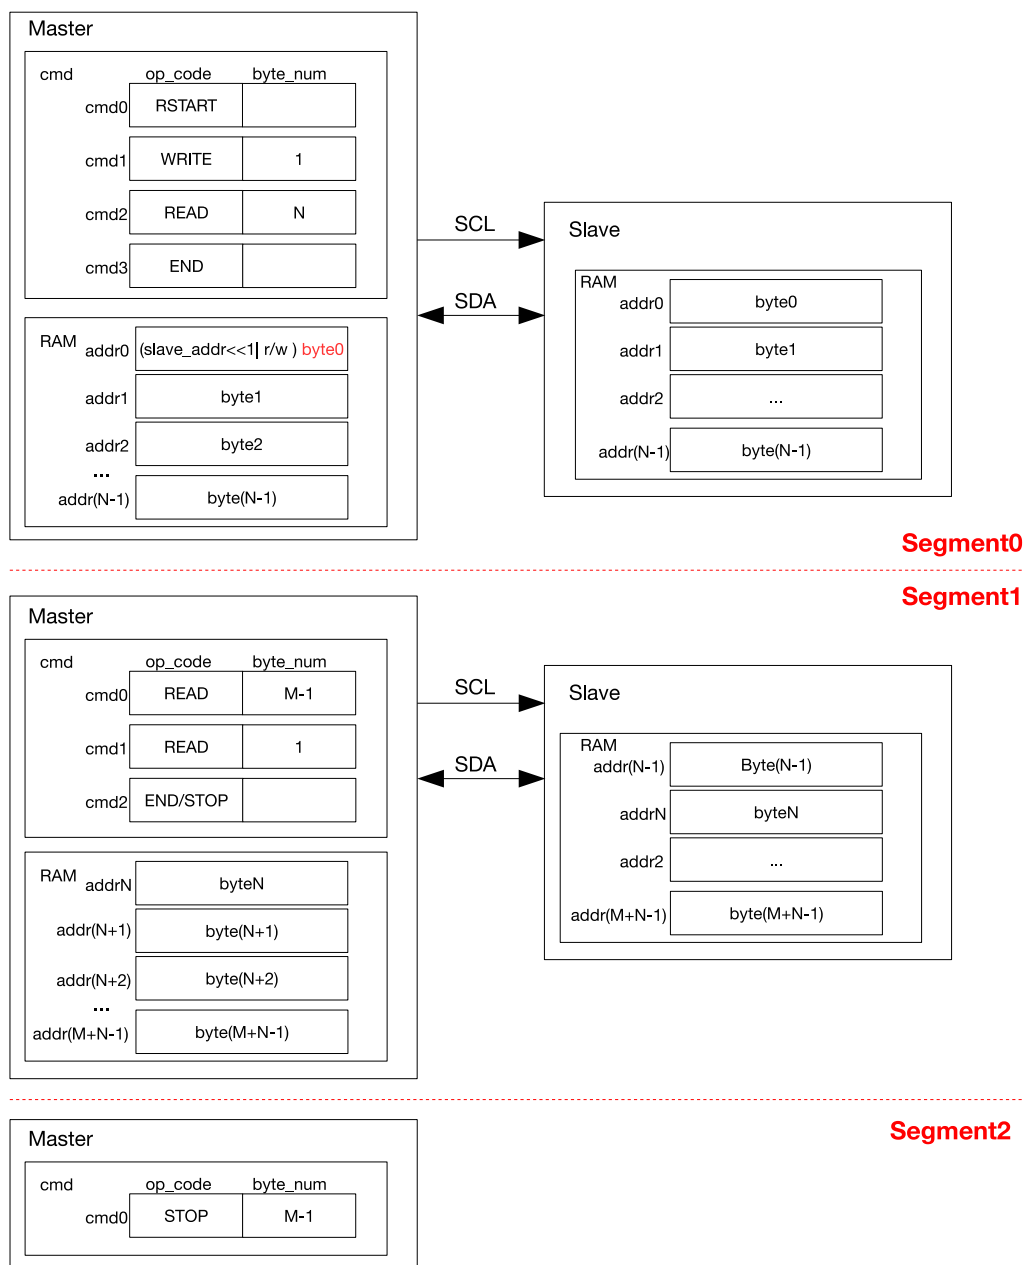 Master
cmd op_code byte_num
cmd0 RSTART
cmd1 WRITE 1
cmd2 READ N
cmd3 END
RAM
addr0 (slave_addr<<1| r/w ) byte0
addr1 byte1
addr2 byte2
...
addr(N-1) byte(N-1)
SCL
SDA
Slave
RAM
addr0 byte0
addr1 byte1
addr2 ...
addr(N-1) byte(N-1)
Segment0
Segment1
Master
cmd op_code byte_num
cmd0 READ M-1
cmd1 READ 1
cmd2 END/STOP
RAM
addrN byteN
addr(N+1) byte(N+1)
addr(N+2) byte(N+2)
...
addr(M+N-1) byte(M+N-1)
SCL
SDA
Slave
RAM
addr(N-1) Byte(N-1)
addrN byteN
addr2 ...
addr(M+N-1) byte(M+N-1)
Segment2
Master
cmd op_code byte_num
cmd0 STOP M-1